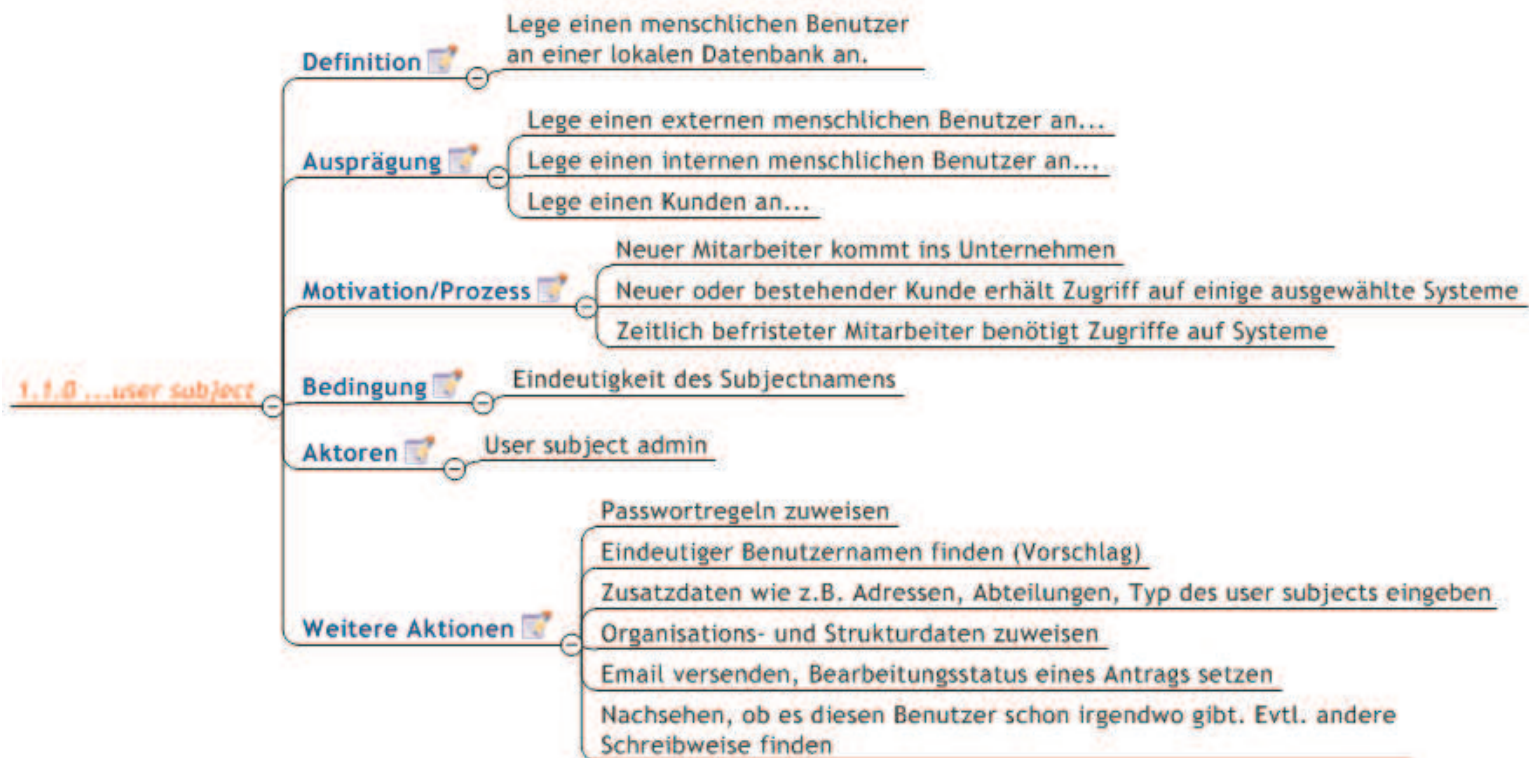 Lege einen menschlichen Benutzer
an einer lokalen Datenbank an.
Definition
Lege einen externen menschlichen Benutzer an...
Ausprägung
Lege einen internen menschlichen Benutzer an...
Lege einen Kunden an...
Neuer Mitarbeiter kommt ins Unternehmen
Motivation/Prozess
Neuer oder bestehender Kunde erhält Zugriff auf einige ausgewählte Systeme
Zeitlich befristeter Mitarbeiter benötigt Zugriffe auf Systeme
1.1.0 ...user subject
Bedingung
Eindeutigkeit des Subjectnamens
Aktoren
User subject admin
Passwortregeln zuweisen
Eindeutiger Benutzernamen finden (Vorschlag)
Zusatzdaten wie z.B. Adressen, Abteilungen, Typ des user subjects eingeben
Weitere Aktionen
Organisations- und Strukturdaten zuweisen
Email versenden, Bearbeitungsstatus eines Antrags setzen
Nachsehen, ob es diesen Benutzer schon irgendwo gibt. Evtl. andere
Schreibweise finden